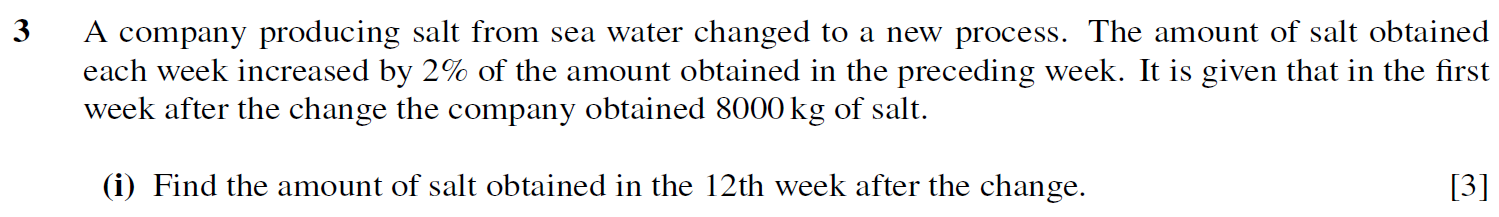 3 A company producing salt from sea water changed to a new process. The amount of salt obtained
each week increased by 2% of the amount obtained in the preceding week. It is given that in the first
week after the change the company obtained 8000 kg of salt.
(i) Find the amount of salt obtained in the 12th week after the change. [3]